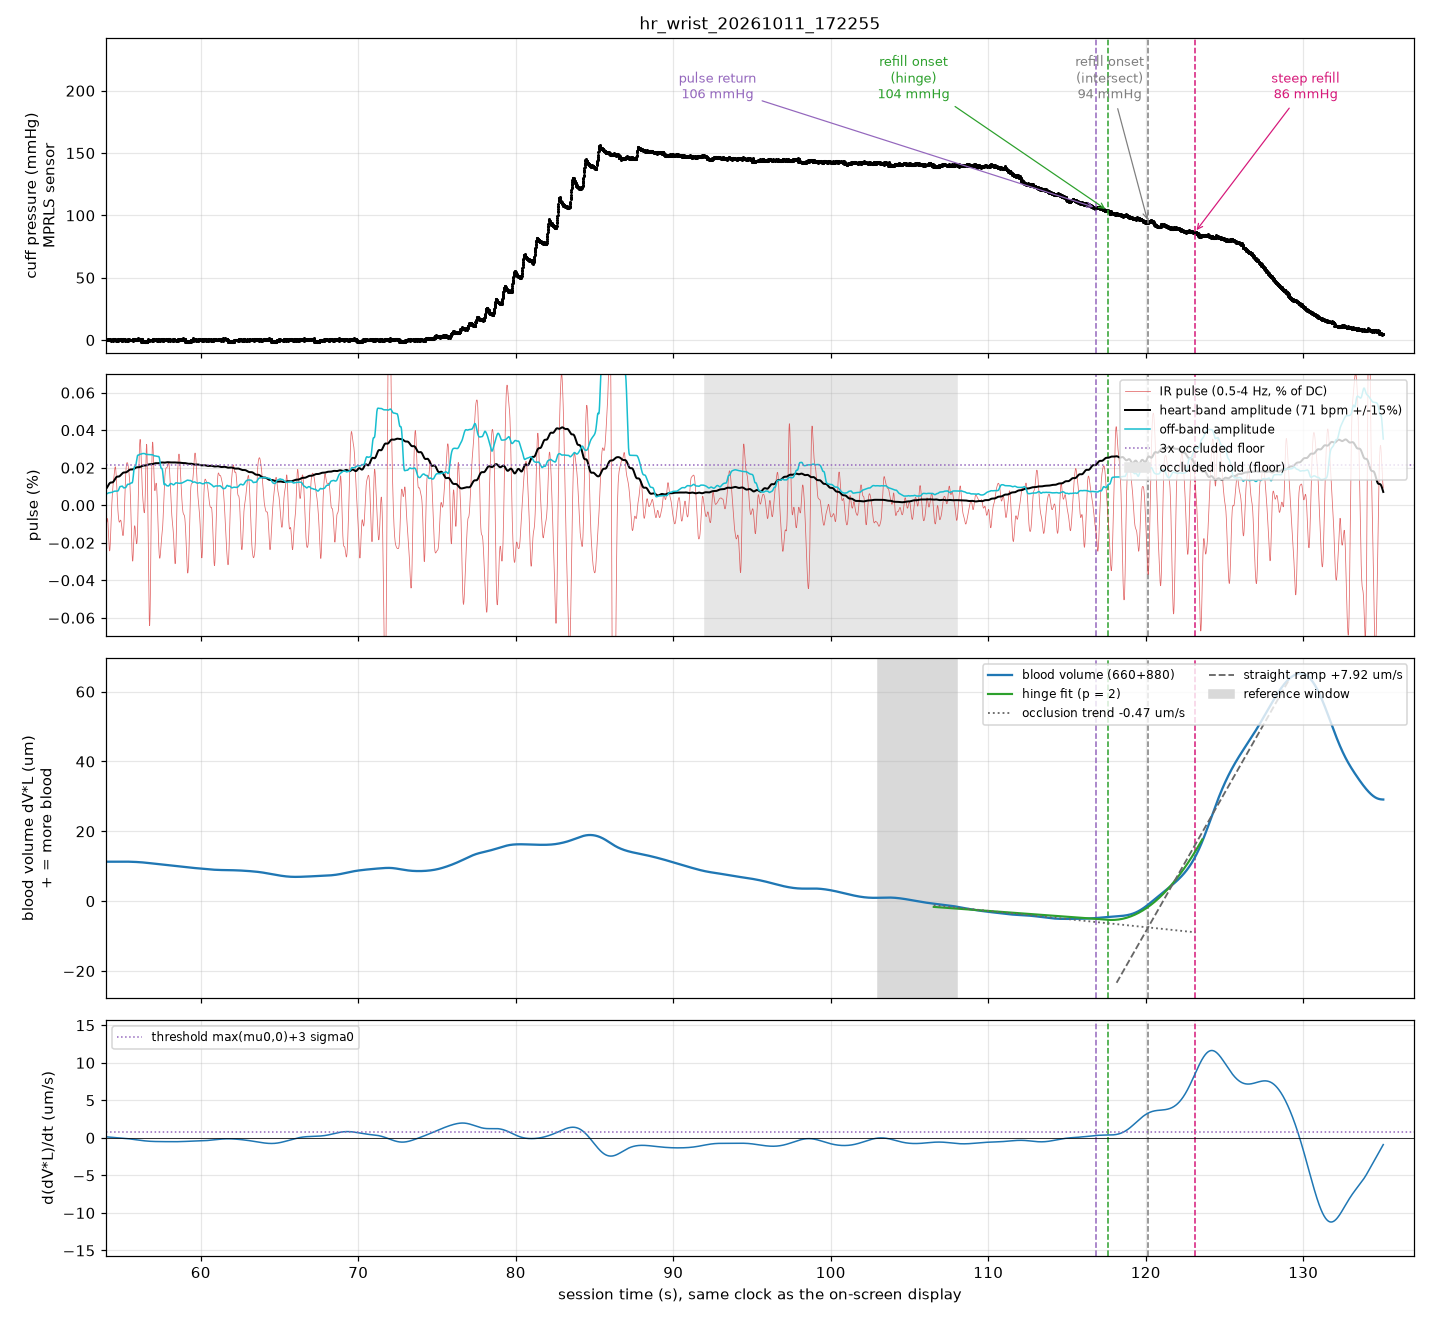 hr_wrist_20261011_172255
cuff pressure (mmHg)
MPRLS sensor
200
150
100
50
0
pulse return
106 mmHg
refill onset
(hinge)
104 mmHg
refill onset
(intersect)
94 mmHg
steep refill
86 mmHg
pulse (%)
0.06
0.04
0.02
0.00
−0.02
−0.04
−0.06
IR pulse (0.5-4 Hz, % of DC)
heart-band amplitude (71 bpm +/-15%)
off-band amplitude
3x occluded floor
occluded hold (floor)
blood volume dV*L (um)
+ = more blood
60
40
20
0
−20
blood volume (660+880)
hinge fit (p = 2)
occlusion trend -0.47 um/s
straight ramp +7.92 um/s
reference window
d(dV*L)/dt (um/s)
15
10
5
0
−5
−10
−15
threshold max(mu0,0)+3 sigma0
60 70 80 90 100 110 120 130
session time (s), same clock as the on-screen display